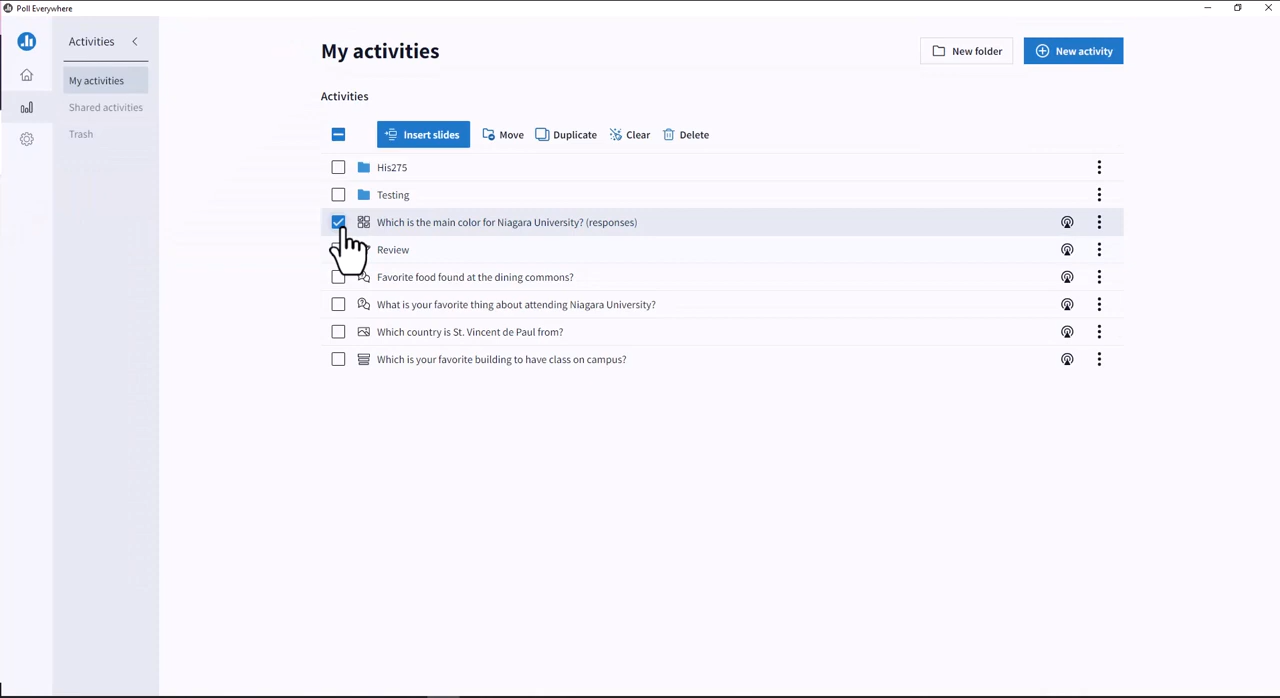 Poll Everywhere
Activities
My activities
Shared activities
Trash
My activities
New folder
New activity
Activities
Insert slides Move Duplicate Clear Delete
His275
Testing
Which is the main color for Niagara University? (responses)
Review
Favorite food found at the dining commons?
What is your favorite thing about attending Niagara University?
Which country is St. Vincent de Paul from?
Which is your favorite building to have class on campus?